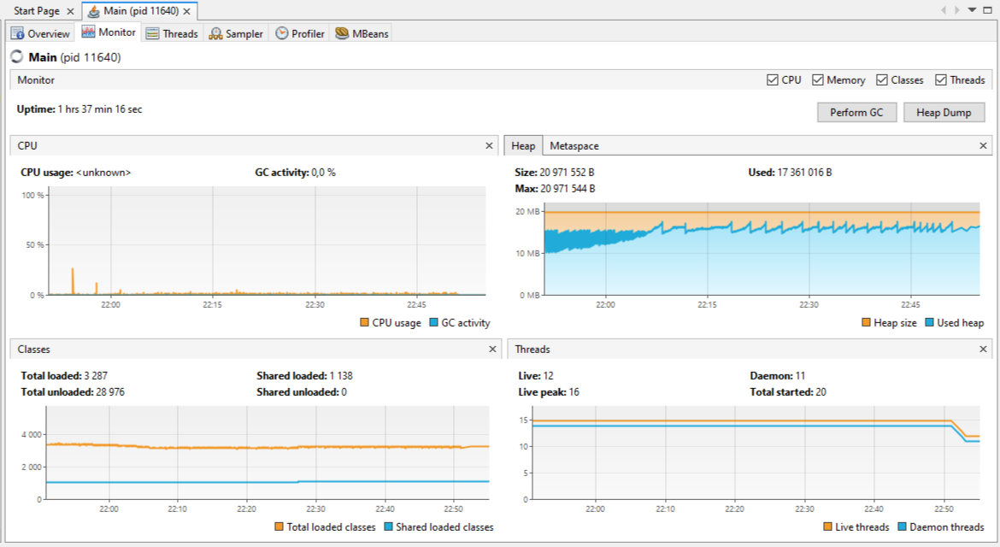 Start Page Main (pid 11640)
Overview Monitor Threads Sampler Profiler MBeans
Main (pid 11640)
Monitor CPU Memory Classes Threads
Uptime: 1 hrs 37 min 16 sec
Perform GC Heap Dump
CPU
CPU usage: <unknown> GC activity: 0,0 %
100 %
50 %
0 %
22:00 22:15 22:30 22:45
CPU usage GC activity
Heap Metaspace
Size: 20 971 552 B Used: 17 361 016 B
Max: 20 971 544 B
20 MB
10 MB
0 MB
22:00 22:15 22:30 22:45
Heap size Used heap
Classes
Total loaded: 3 287 Shared loaded: 1 138
Total unloaded: 28 976 Shared unloaded: 0
4 000
2 000
0
22:00 22:10 22:20 22:30 22:40 22:50
Total loaded classes Shared loaded classes
Threads
Live: 12 Daemon: 11
Live peak: 16 Total started: 20
15
10
5
0
22:00 22:10 22:20 22:30 22:40 22:50
Live threads Daemon threads